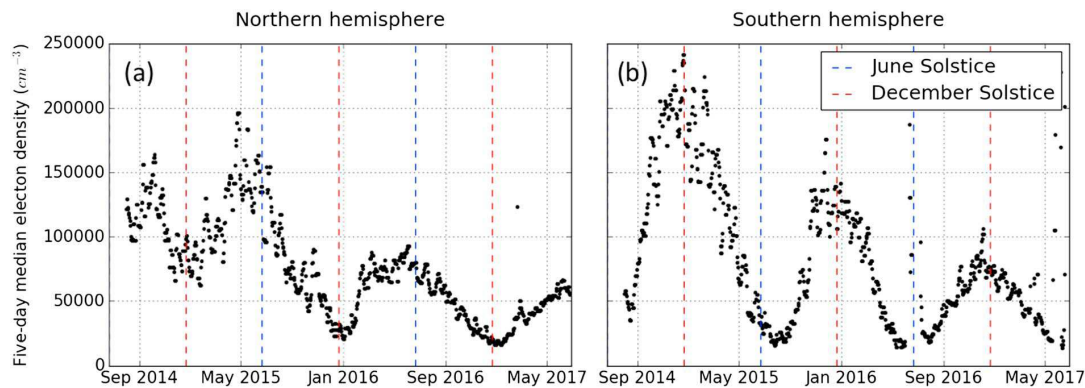 Northern hemisphere
Southern hemisphere
Five-day median electon density (cm⁻³)
250000
200000
150000
100000
50000
0
(a)
(b)
June Solstice
December Solstice
Sep 2014 May 2015 Jan 2016 Sep 2016 May 2017
Sep 2014 May 2015 Jan 2016 Sep 2016 May 2017